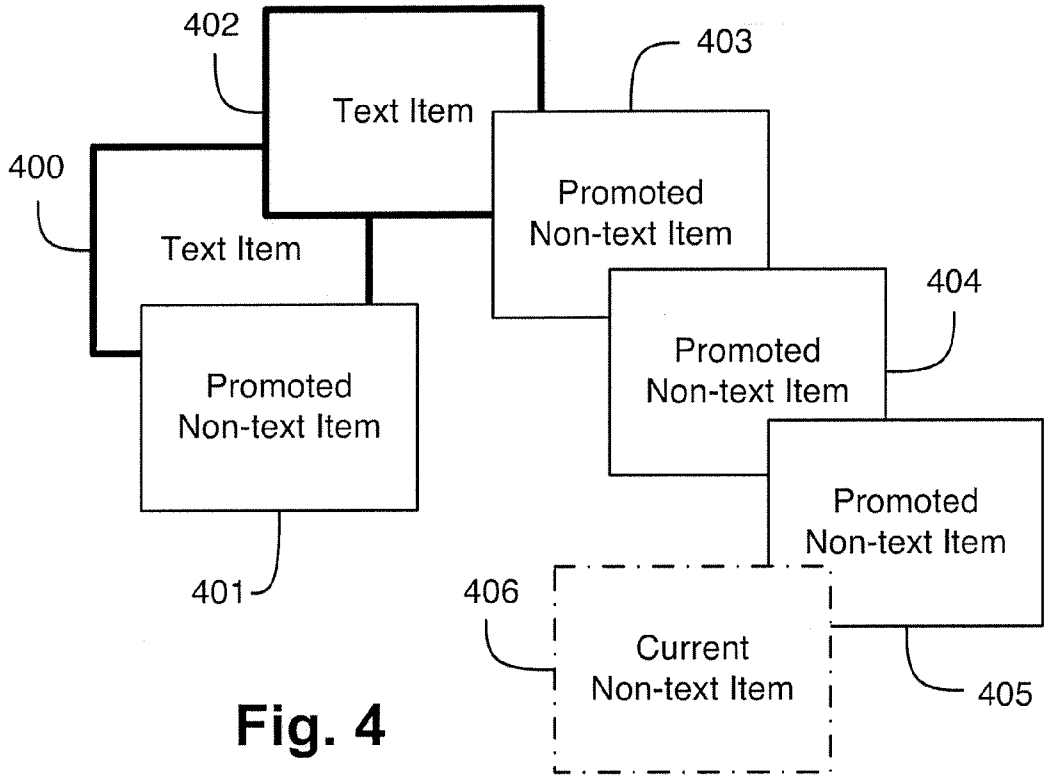 402
403
Text Item
400
Promoted
Non-text Item
Text Item
404
Promoted
Non-text Item
Promoted
Non-text Item
Promoted
Non-text Item
401
406
Current
Non-text Item
405
Fig. 4